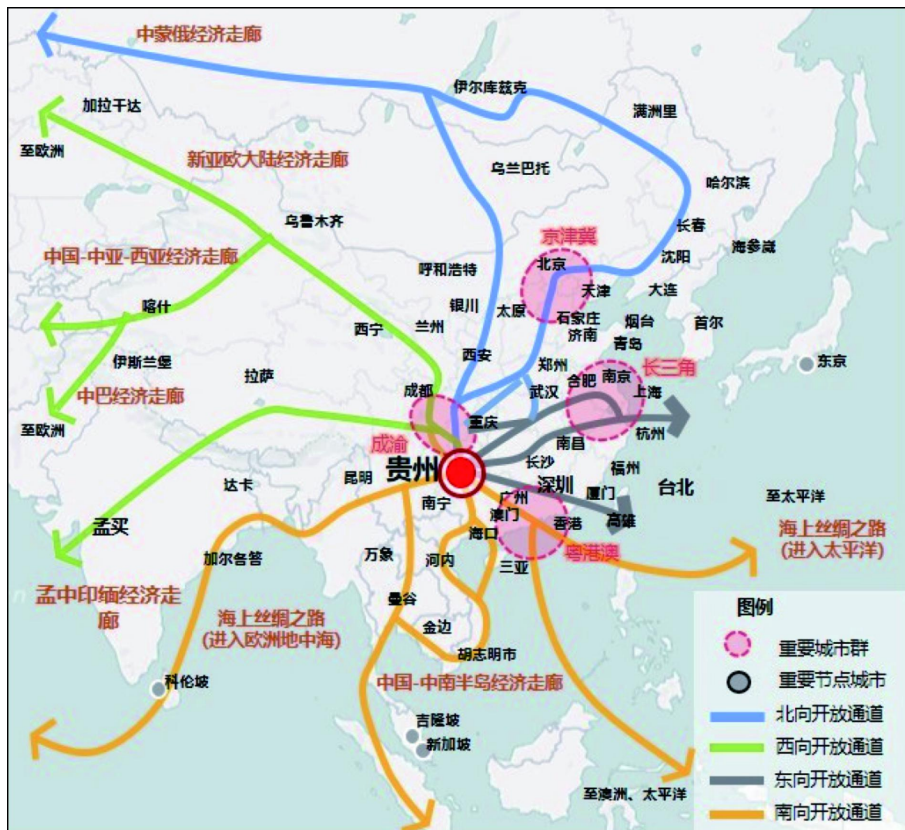 中蒙俄经济走廊
伊尔库兹克
加拉干达
满洲里
至欧洲
新亚欧大陆经济走廊
乌兰巴托
哈尔滨
乌鲁木齐
长春
京津冀
海参崴
中国-中亚-西亚经济走廊
呼和浩特
北京
沈阳
天津
大连
喀什
银川
太原
石家庄
烟台
首尔
西宁
兰州
济南
青岛
伊斯兰堡
西安
郑州
长三角
东京
拉萨
合肥
南京
中巴经济走廊
成都
武汉
上海
至欧洲
重庆
杭州
成渝
南昌
贵州
长沙
福州
达卡
昆明
深圳
台北
南宁
广州
厦门
至太平洋
孟买
澳门
香港
高雄
海上丝绸之路
(进入太平洋)
加尔各答
万象
河内
海口
粤港澳
三亚
孟中印缅经济走
廊
海上丝绸之路
(进入欧洲地中海)
曼谷
金边
胡志明市
科伦坡
中国-中南半岛经济走廊
吉隆坡
新加坡
至澳洲、太平洋
图例
重要城市群
重要节点城市
北向开放通道
西向开放通道
东向开放通道
南向开放通道